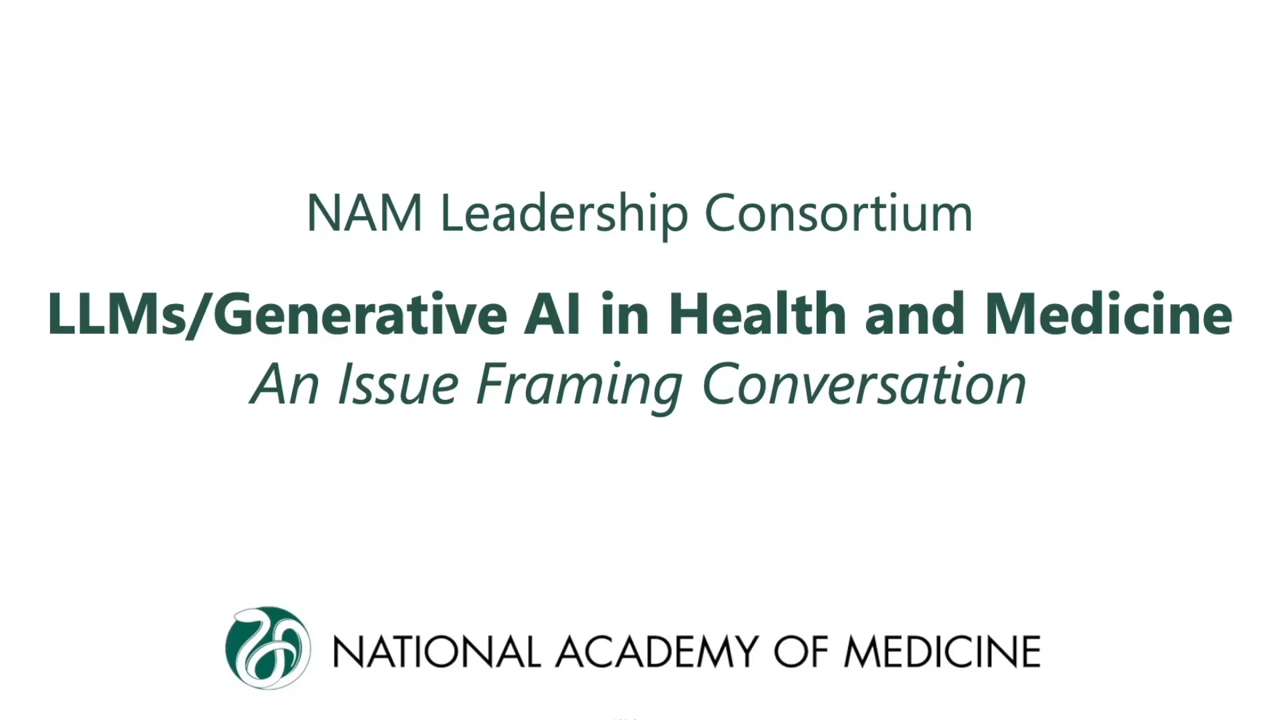 NAM Leadership Consortium
LLMs/Generative AI in Health and Medicine
An Issue Framing Conversation
NATIONAL ACADEMY OF MEDICINE